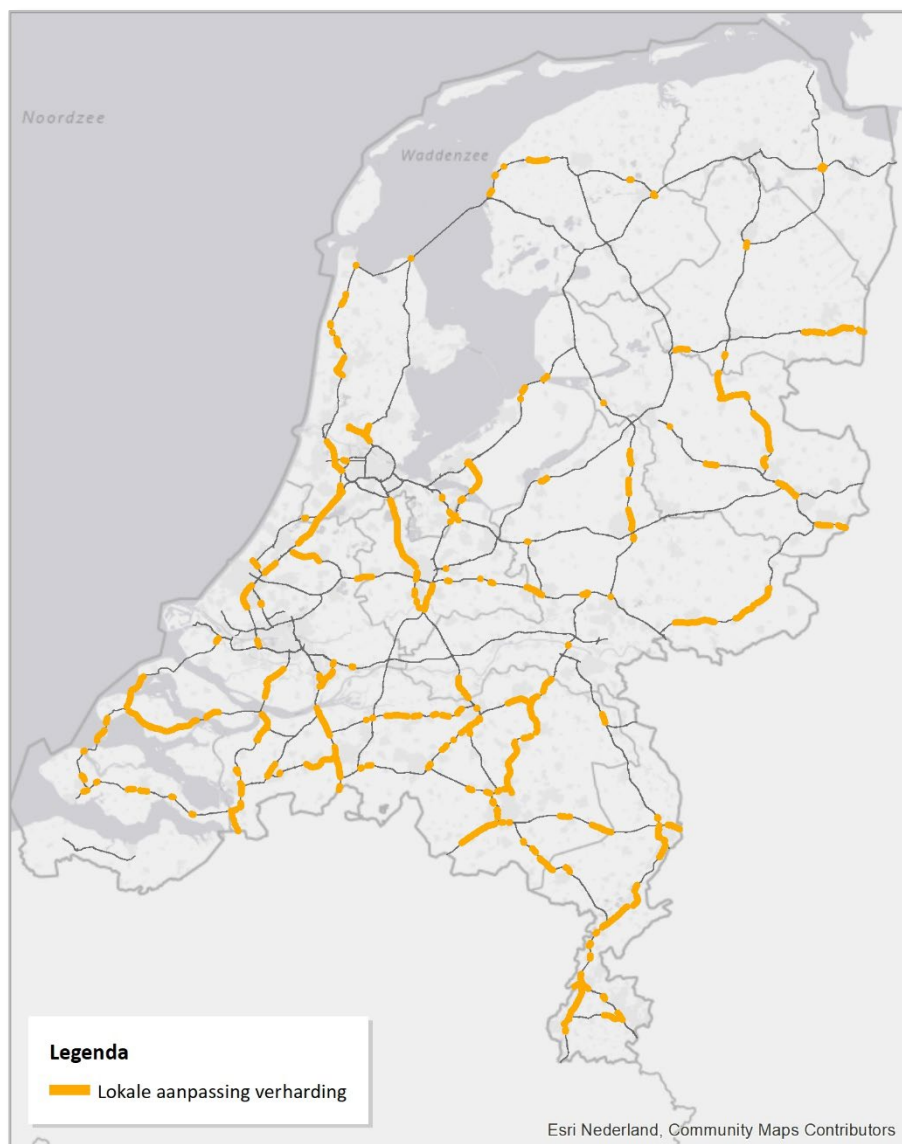 Noordzee
Waddenzee
Legenda
Lokale aanpassing verharding
Esri Nederland, Community Maps Contributors